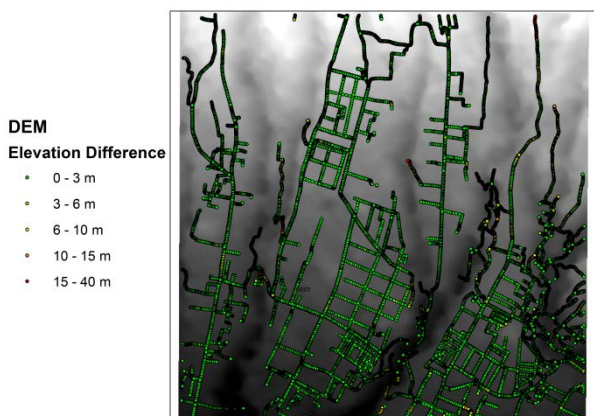 DEM
Elevation Difference
0 - 3 m
3 - 6 m
6 - 10 m
10 - 15 m
15 - 40 m